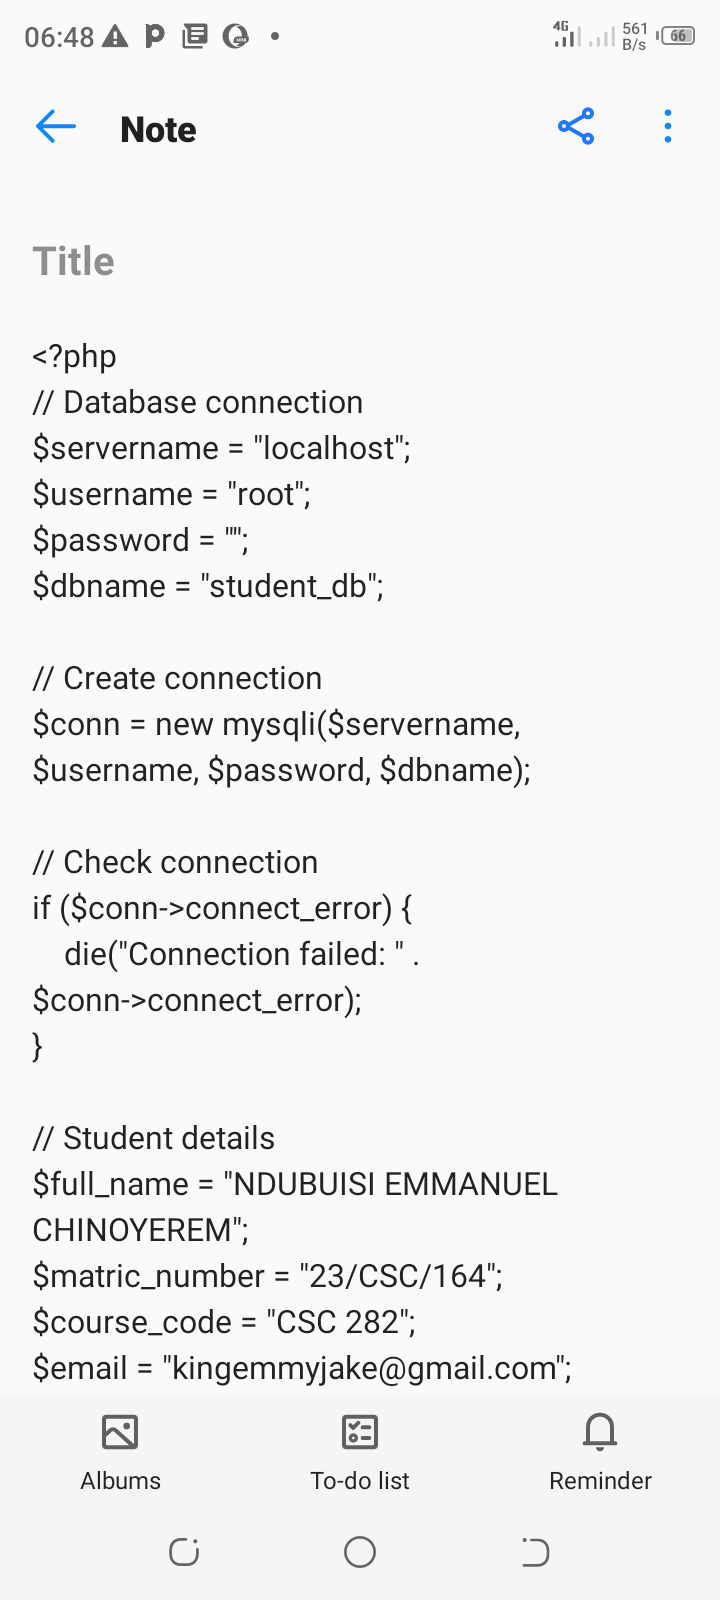 06:48
4G
561
B/s
66
Note
Title
<?php
// Database connection
$servername = "localhost";
$username = "root";
$password = "";
$dbname = "student_db";
// Create connection
$conn = new mysqli($servername,
$username, $password, $dbname);
// Check connection
if ($conn->connect_error) {
    die("Connection failed: " .
$conn->connect_error);
}
// Student details
$full_name = "NDUBUISI EMMANUEL
CHINOYEREM";
$matric_number = "23/CSC/164";
$course_code = "CSC 282";
$email = "kingemmyjake@gmail.com";
Albums
To-do list
Reminder